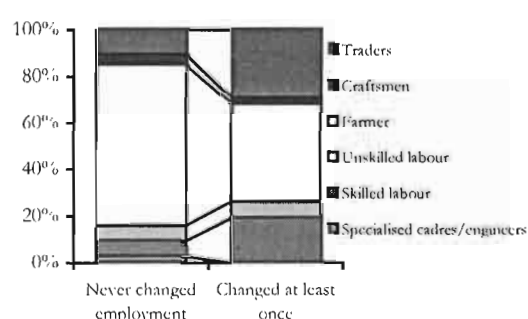 100%
80%
60%
40%
20%
0%
Never changed
employment
Changed at least
once
Traders
Craftsmen
Farmer
Unskilled labour
Skilled labour
Specialised cadres/engineers